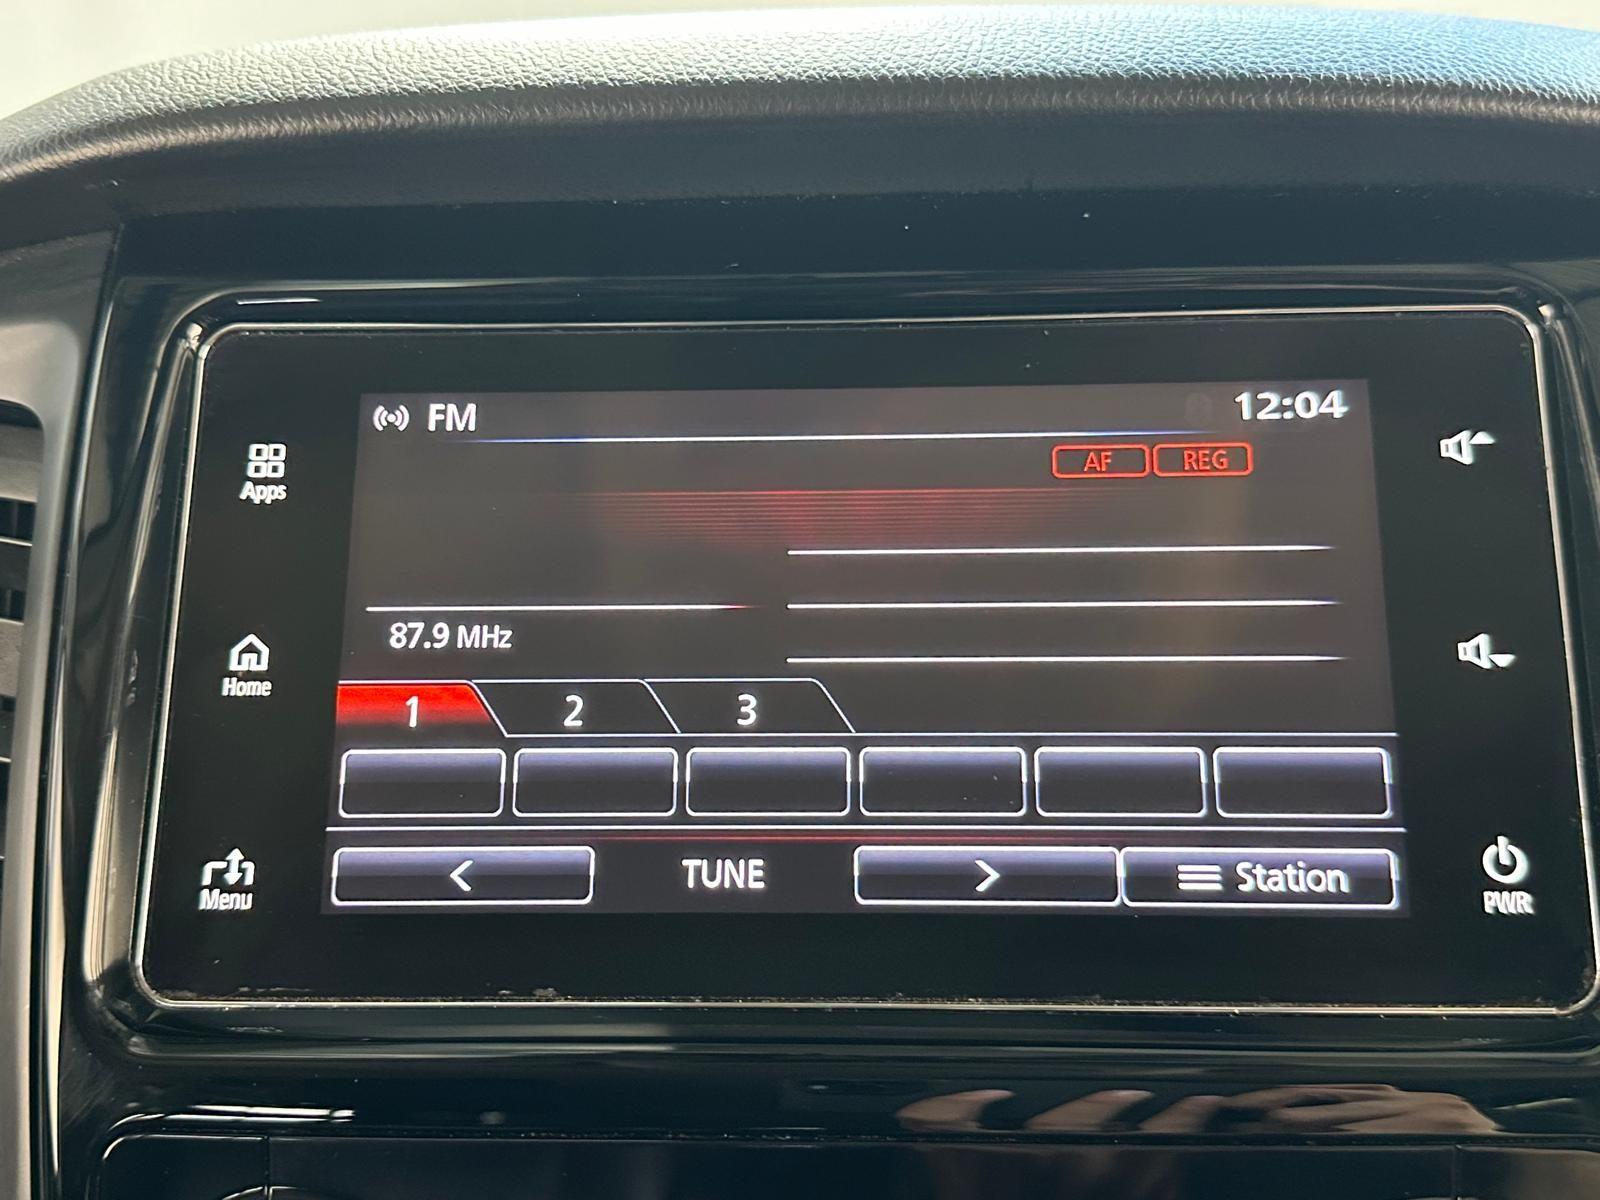 FM
12:04
AF
REG
Apps
Home
87.9 MHz
1
2
3
Menu
<
TUNE
>
Station
PWR